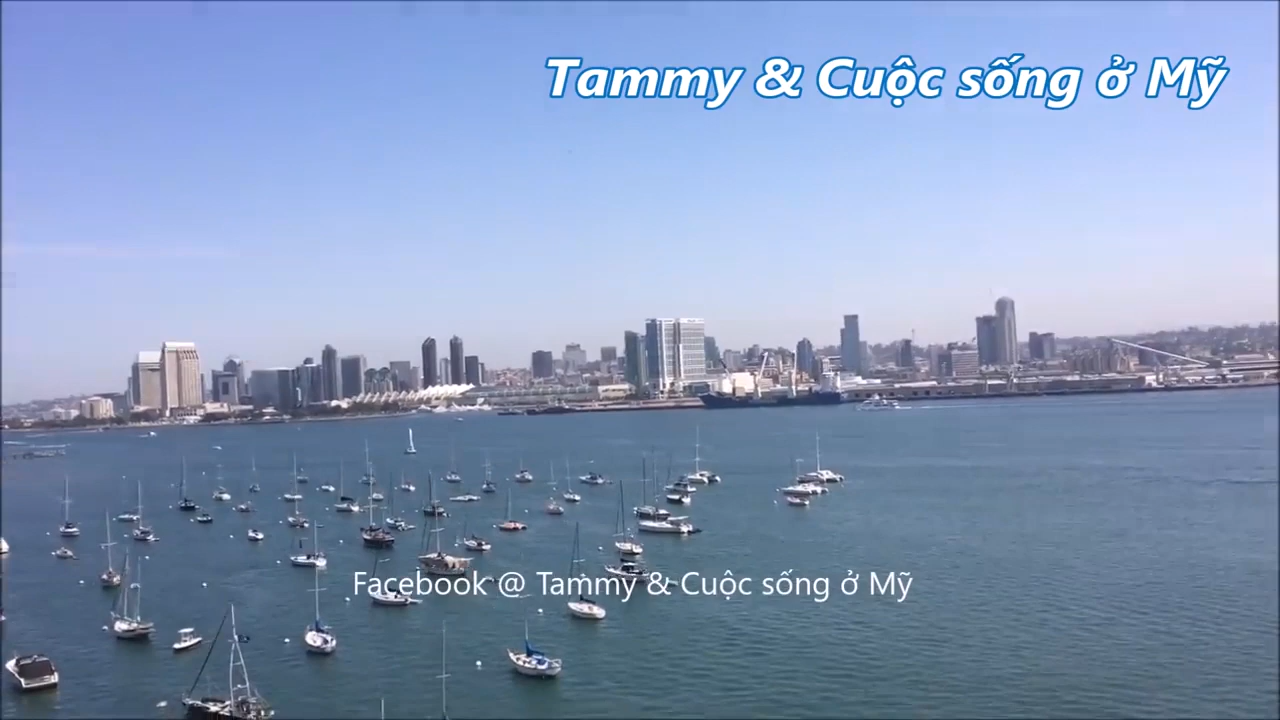 Tammy & Cuộc sống ở Mỹ
Facebook @ Tammy & Cuộc sống ở Mỹ